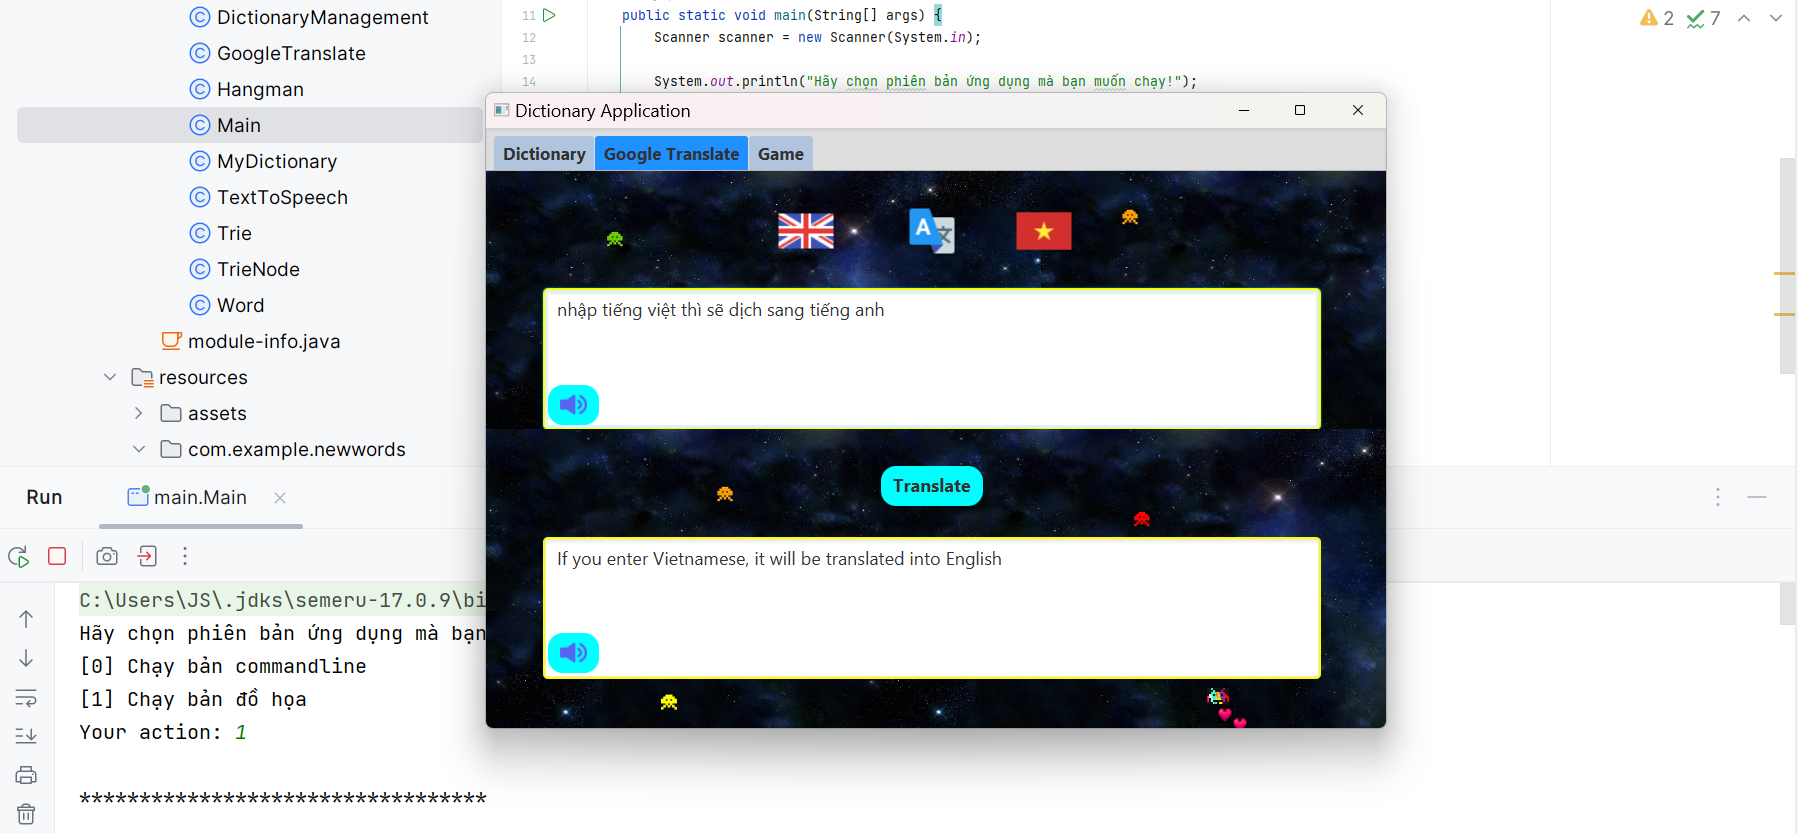 DictionaryManagement
GoogleTranslate
Hangman
Main
MyDictionary
TextToSpeech
Trie
TrieNode
Word
module-info.java
resources
assets
com.example.newwords
11 public static void main(String[] args) {
12 Scanner scanner = new Scanner(System.in);
13
14 System.out.println("Hãy chọn phiên bản ứng dụng mà bạn muốn chạy!");
2 7
Dictionary Application
Dictionary Google Translate Game
nhập tiếng việt thì sẽ dịch sang tiếng anh
Translate
If you enter Vietnamese, it will be translated into English
Run main.Main
C:\Users\JS\.jdks\semeru-17.0.9\bi
Hãy chọn phiên bản ứng dụng mà bạn
[0] Chạy bản commandline
[1] Chạy bản đồ họa
Your action: 1
**********************************